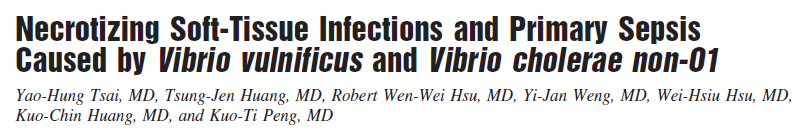 Necrotizing Soft-Tissue Infections and Primary Sepsis
Caused by Vibrio vulnificus and Vibrio cholerae non-O1
Yao-Hung Tsai, MD, Tsung-Jen Huang, MD, Robert Wen-Wei Hsu, MD, Yi-Jan Weng, MD, Wei-Hsiu Hsu, MD,
Kuo-Chin Huang, MD, and Kuo-Ti Peng, MD